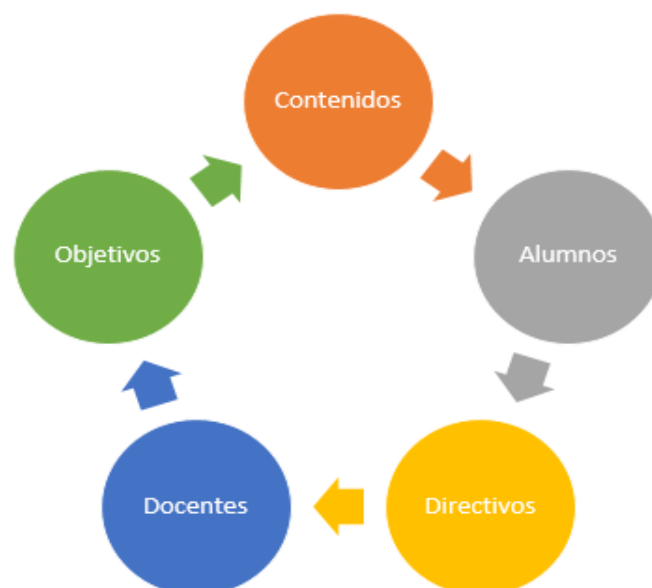 Contenidos
Alumnos
Directivos
Docentes
Objetivos